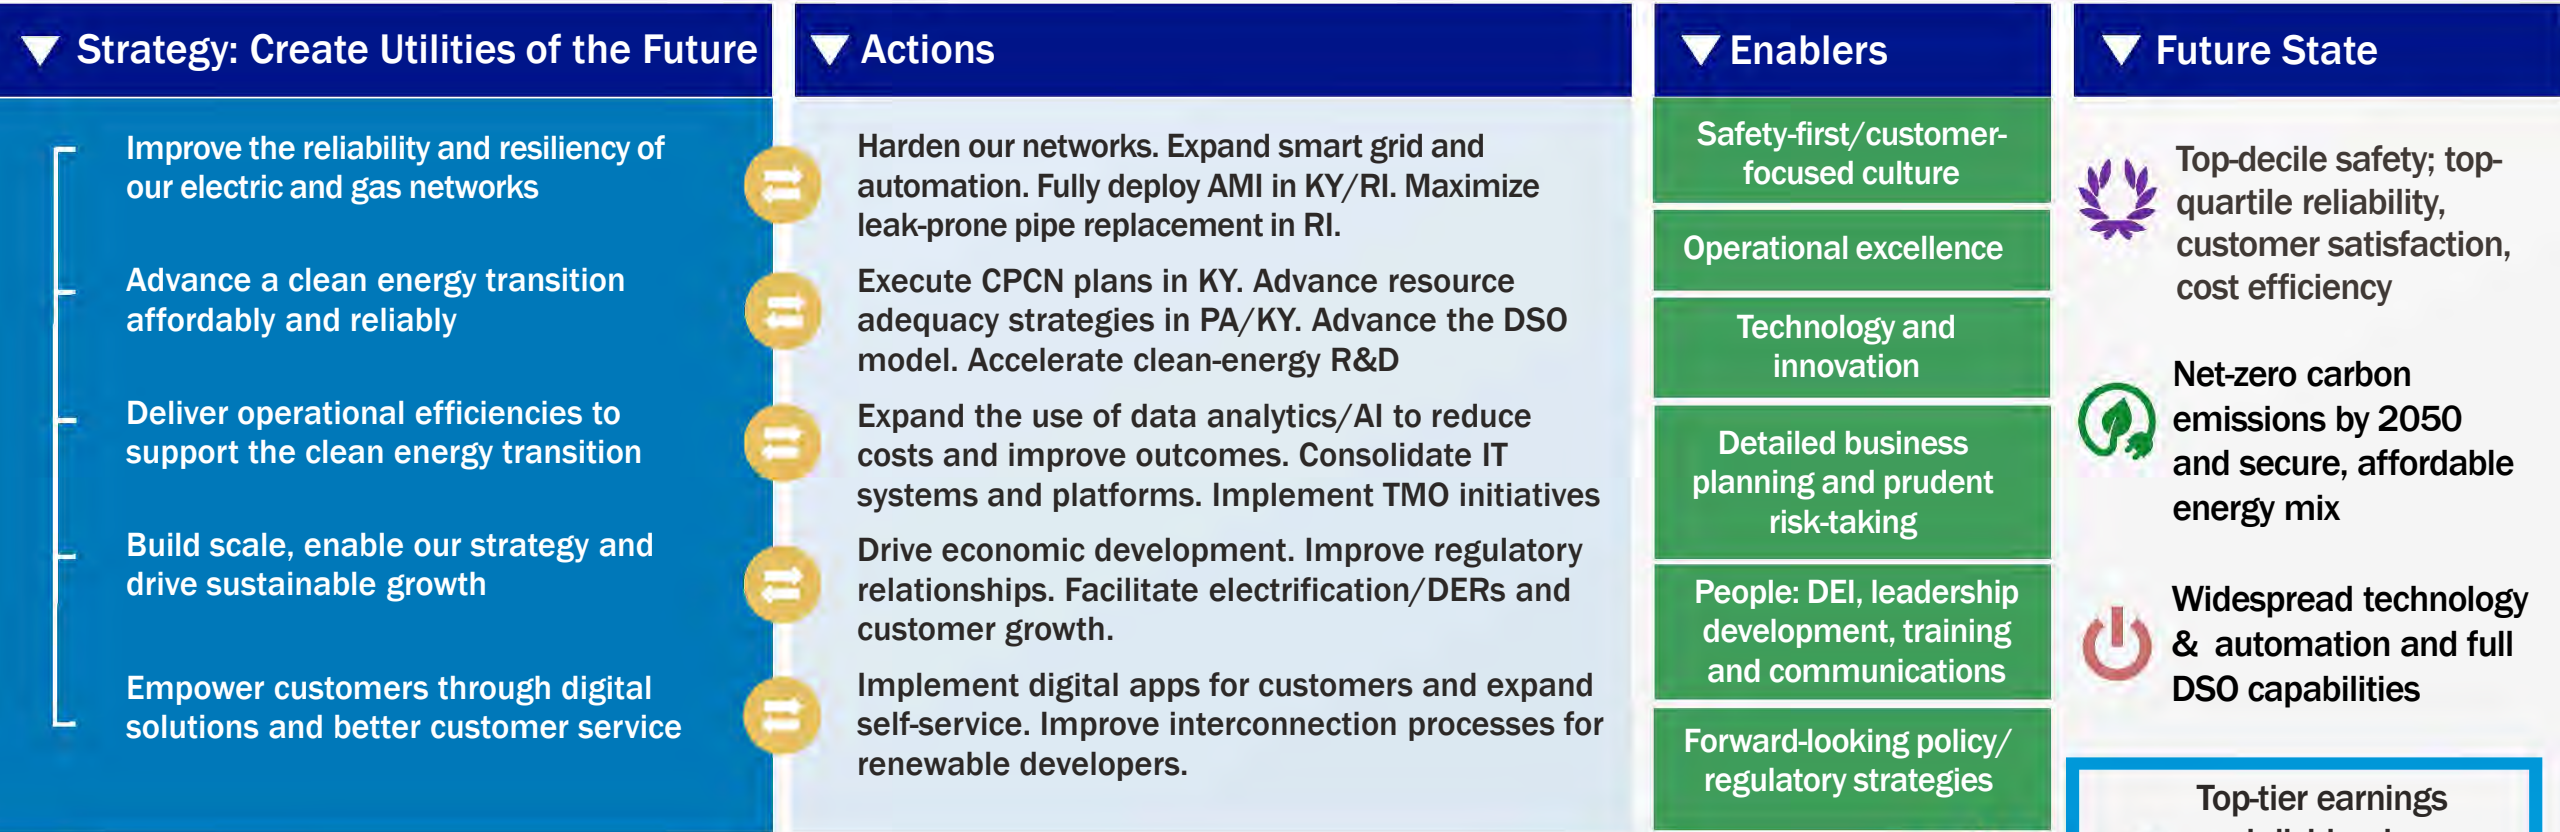 Strategy: Create Utilities of the Future
Improve the reliability and resiliency of
our electric and gas networks
Advance a clean energy transition
affordably and reliably
Deliver operational efficiencies to
support the clean energy transition
Build scale, enable our strategy and
drive sustainable growth
Empower customers through digital
solutions and better customer service
Actions
Harden our networks. Expand smart grid and
automation. Fully deploy AMI in KY/RI. Maximize
leak-prone pipe replacement in RI.
Execute CPCN plans in KY. Advance resource
adequacy strategies in PA/KY. Advance the DSO
model. Accelerate clean-energy R&D
Expand the use of data analytics/AI to reduce
costs and improve outcomes. Consolidate IT
systems and platforms. Implement TMO initiatives
Drive economic development. Improve regulatory
relationships. Facilitate electrification/DERs and
customer growth.
Implement digital apps for customers and expand
self-service. Improve interconnection processes for
renewable developers.
Enablers
Safety-first/customer-
focused culture
Operational excellence
Technology and
innovation
Detailed business
planning and prudent
risk-taking
People: DEI, leadership
development, training
and communications
Forward-looking policy/
regulatory strategies
Future State
Top-decile safety; top-
quartile reliability,
customer satisfaction,
cost efficiency
Net-zero carbon
emissions by 2050
and secure, affordable
energy mix
Widespread technology
& automation and full
DSO capabilities
Top-tier earnings